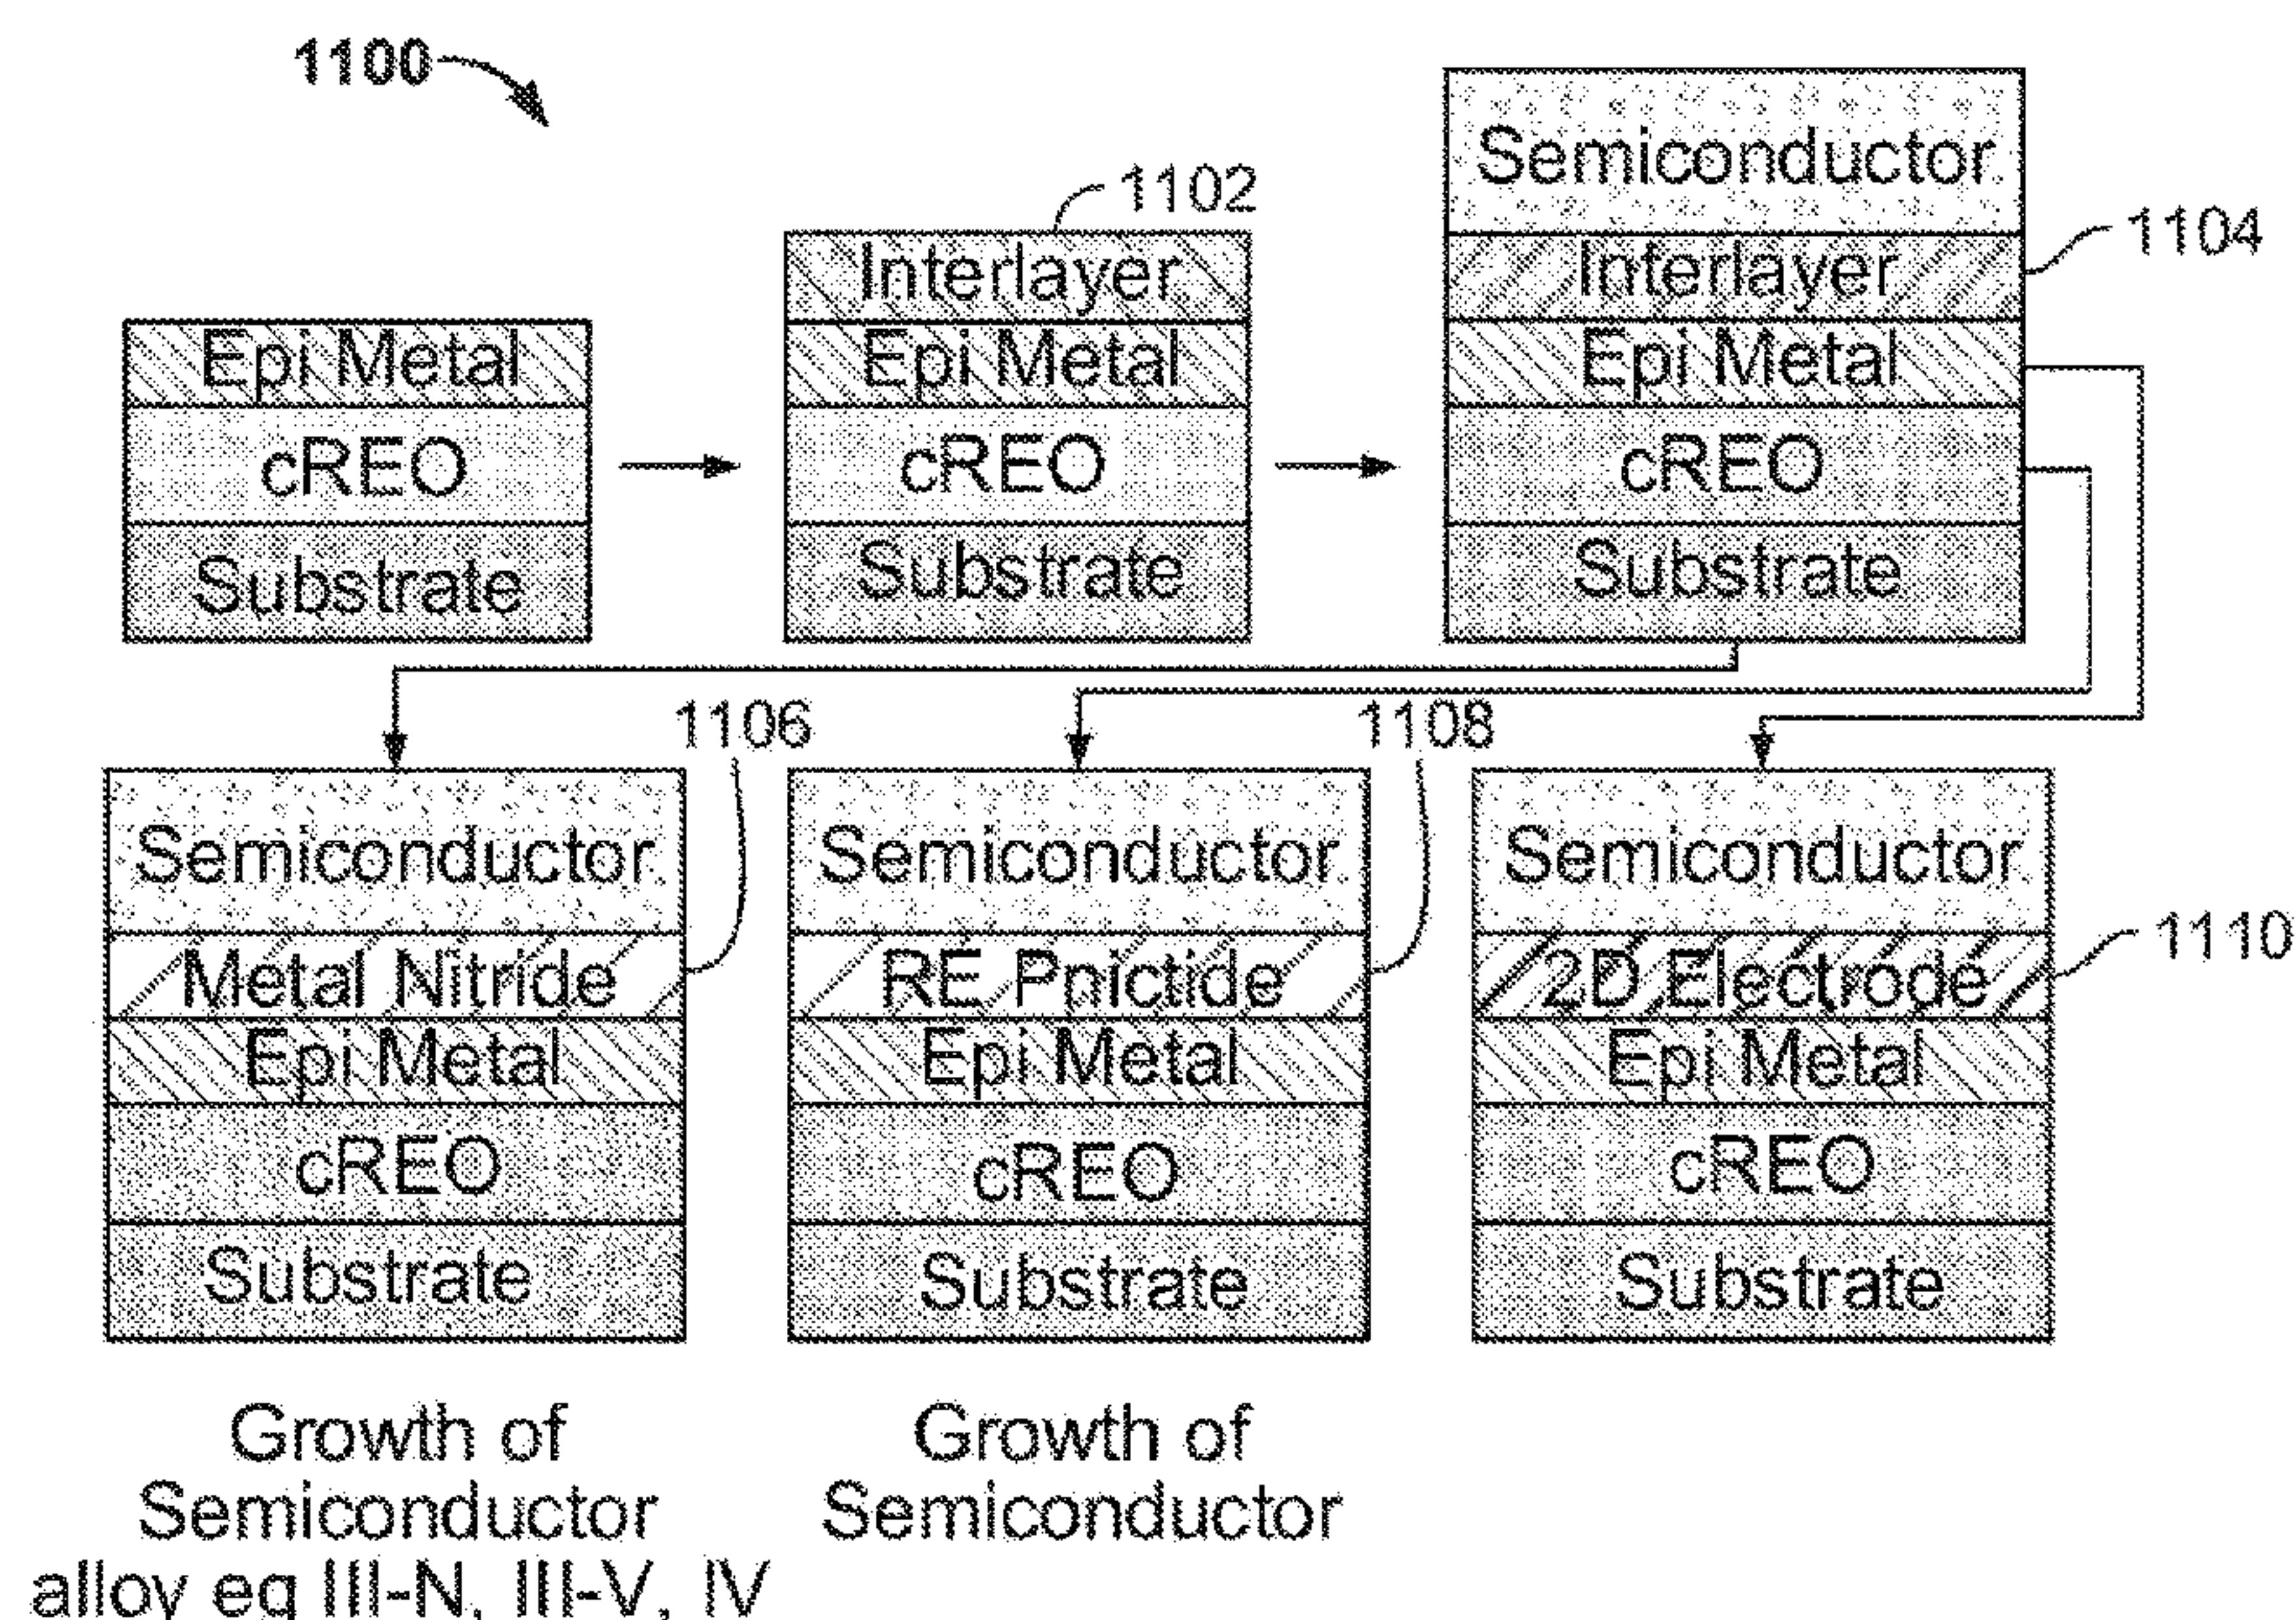 1100
Epi Metal
cREO
Substrate
1102
Interlayer
Epi Metal
cREO
Substrate
Semiconductor
1104
Interlayer
Epi Metal
cREO
Substrate
1106
Semiconductor
Metal Nitride
Epi Metal
cREO
Substrate
Growth of
Semiconductor
alloy eg III-N, III-V, IV
1108
Semiconductor
RE Pnictide
Epi Metal
cREO
Substrate
Growth of
Semiconductor
Semiconductor
1110
2D Electrode
Epi Metal
cREO
Substrate